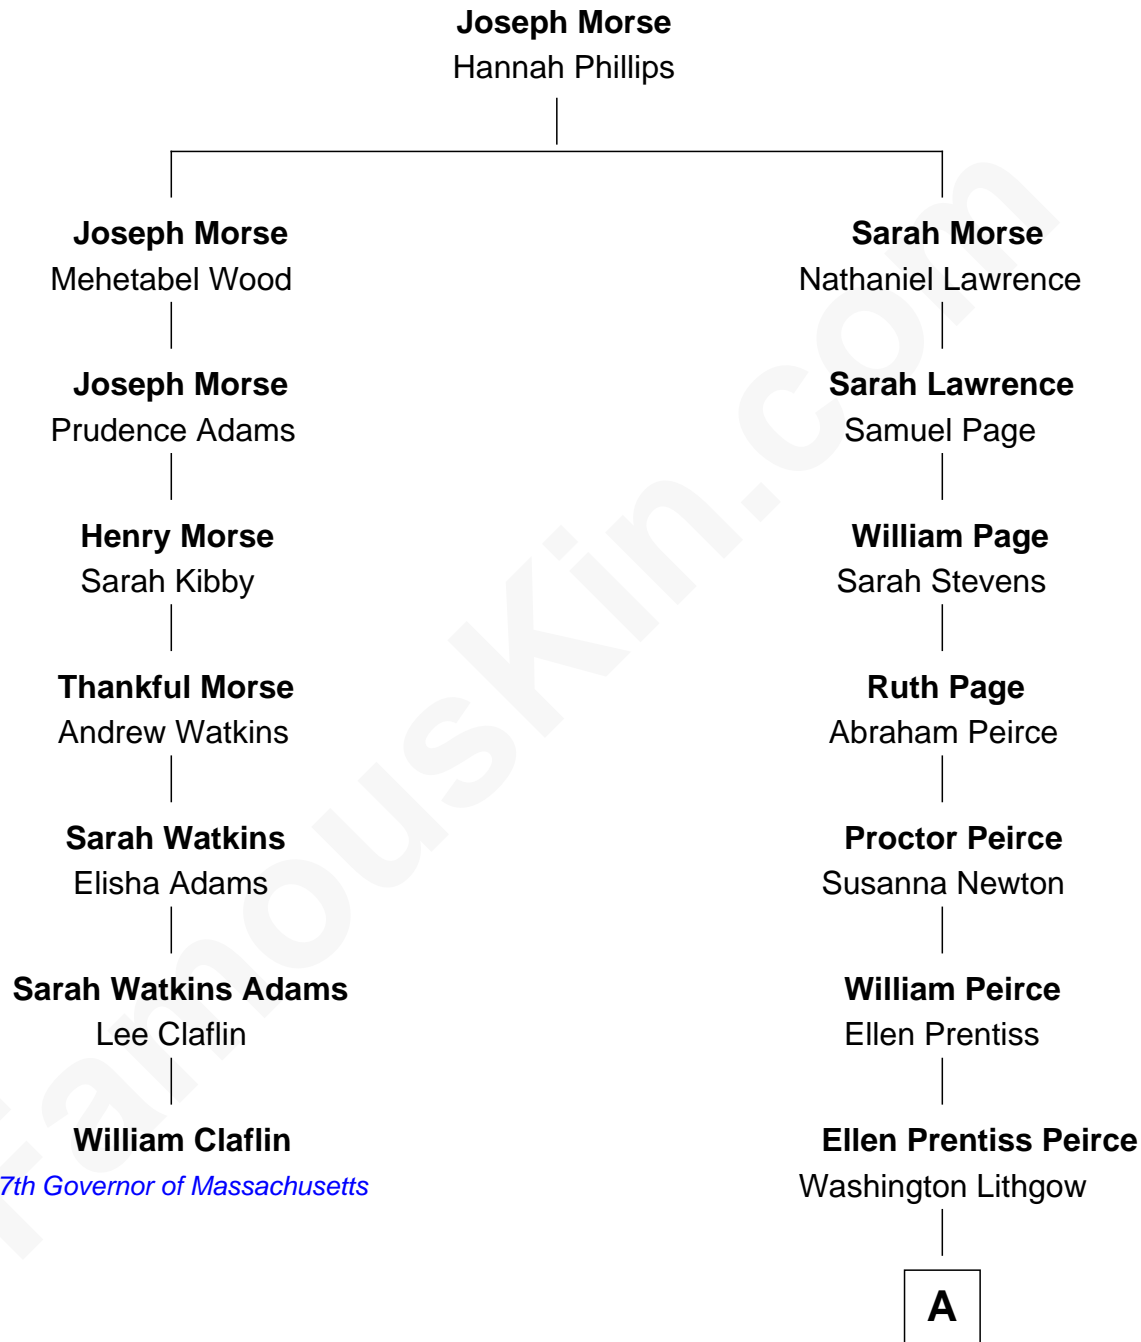 Joseph Morse
Hannah Phillips
Joseph Morse
Mehetabel Wood
Sarah Morse
Nathaniel Lawrence
Joseph Morse
Prudence Adams
Sarah Lawrence
Samuel Page
Henry Morse
Sarah Kibby
William Page
Sarah Stevens
Thankful Morse
Andrew Watkins
Ruth Page
Abraham Peirce
Sarah Watkins
Elisha Adams
Proctor Peirce
Susanna Newton
Sarah Watkins Adams
Lee Claflin
William Peirce
Ellen Prentiss
William Claflin
7th Governor of Massachusetts
Ellen Prentiss Peirce
Washington Lithgow
A
FamousKin.com